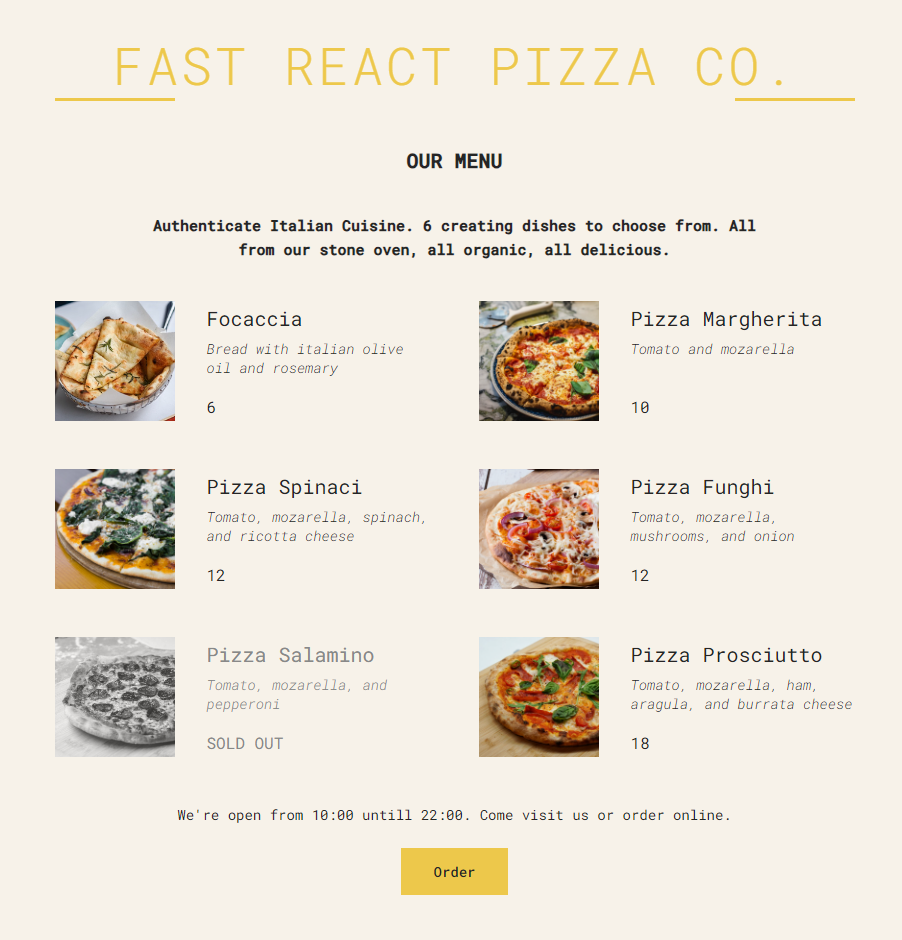 FAST REACT PIZZA CO.
OUR MENU
Authenticate Italian Cuisine. 6 creating dishes to choose from. All
from our stone oven, all organic, all delicious.
Focaccia
Bread with italian olive
oil and rosemary
6
Pizza Margherita
Tomato and mozarella
10
Pizza Spinaci
Tomato, mozarella, spinach,
and ricotta cheese
12
Pizza Funghi
Tomato, mozarella,
mushrooms, and onion
12
Pizza Salamino
Tomato, mozarella, and
pepperoni
SOLD OUT
Pizza Prosciutto
Tomato, mozarella, ham,
aragula, and burrata cheese
18
We're open from 10:00 untill 22:00. Come visit us or order online.
Order